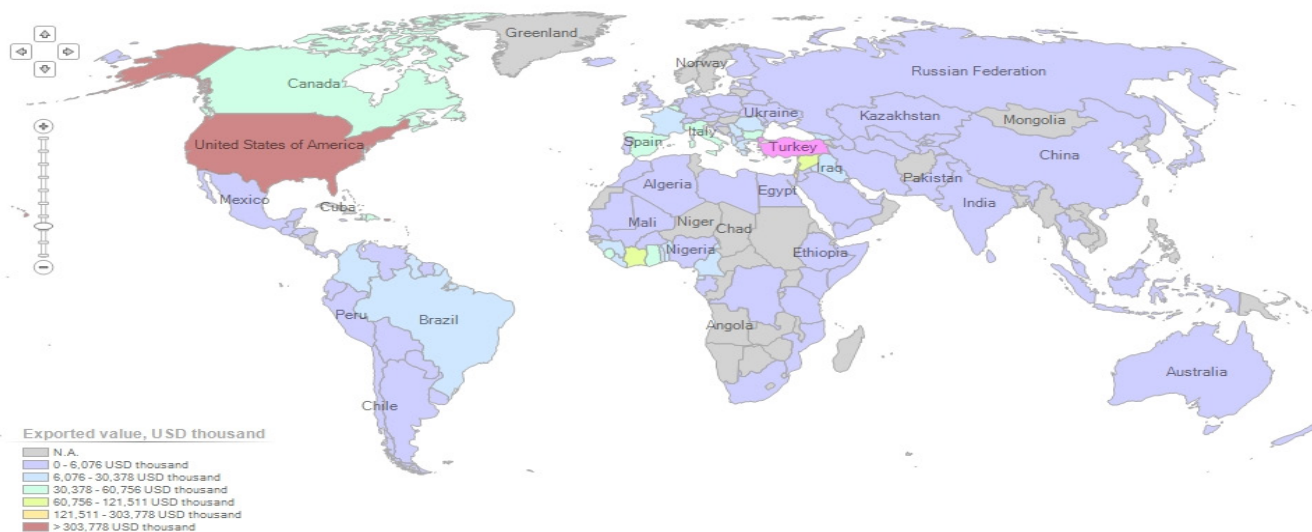 Greenland
Norway
Russian Federation
Canada
Ukraine
Kazakhstan
Mongolia
United States of America
Spain
Italy
Turkey
China
Iraq
Pakistan
Mexico
Algeria
Egypt
India
Cuba
Mali
Niger
Chad
Nigeria
Ethiopia
Peru
Brazil
Angola
Australia
Chile
Exported value, USD thousand
N.A.
0 - 6,076 USD thousand
6,076 - 30,378 USD thousand
30,378 - 60,756 USD thousand
60,756 - 121,511 USD thousand
121,511 - 303,778 USD thousand
> 303,778 USD thousand